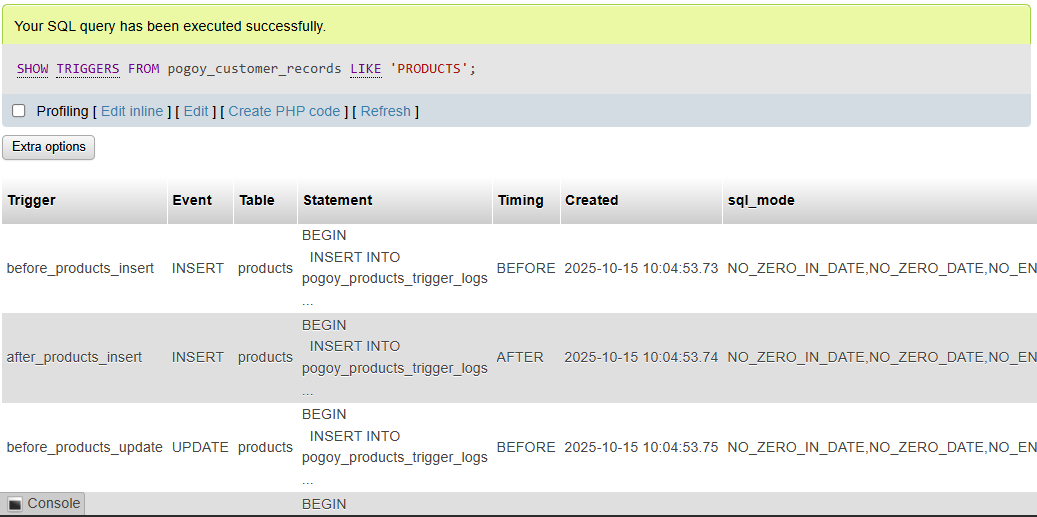 Your SQL query has been executed successfully.
SHOW TRIGGERS FROM pogoy_customer_records LIKE 'PRODUCTS';
Profiling [ Edit inline ] [ Edit ] [ Create PHP code ] [ Refresh ]
Extra options
Trigger Event Table Statement Timing Created sql_mode
BEGIN
INSERT INTO
before_products_insert INSERT products pogoy_products_trigger_logs BEFORE 2025-10-15 10:04:53.73 NO_ZERO_IN_DATE,NO_ZERO_DATE,NO_EN
...
BEGIN
INSERT INTO
after_products_insert INSERT products pogoy_products_trigger_logs AFTER 2025-10-15 10:04:53.74 NO_ZERO_IN_DATE,NO_ZERO_DATE,NO_EN
...
BEGIN
INSERT INTO
before_products_update UPDATE products pogoy_products_trigger_logs BEFORE 2025-10-15 10:04:53.75 NO_ZERO_IN_DATE,NO_ZERO_DATE,NO_EN
...
Console BEGIN